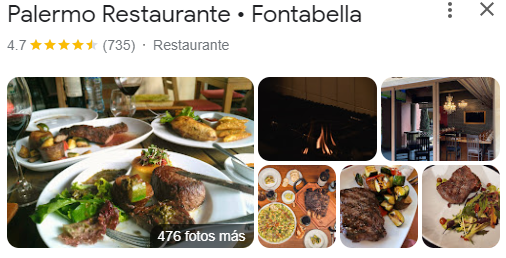 Palermo Restaurante • Fontabella
4.7 (735) · Restaurante
476 fotos más